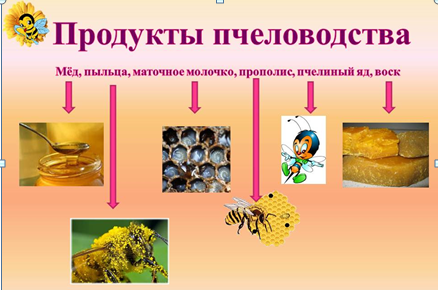 Продукты пчеловодства
Мёд, пыльца, маточное молочко, прополис, пчелиный яд, воск